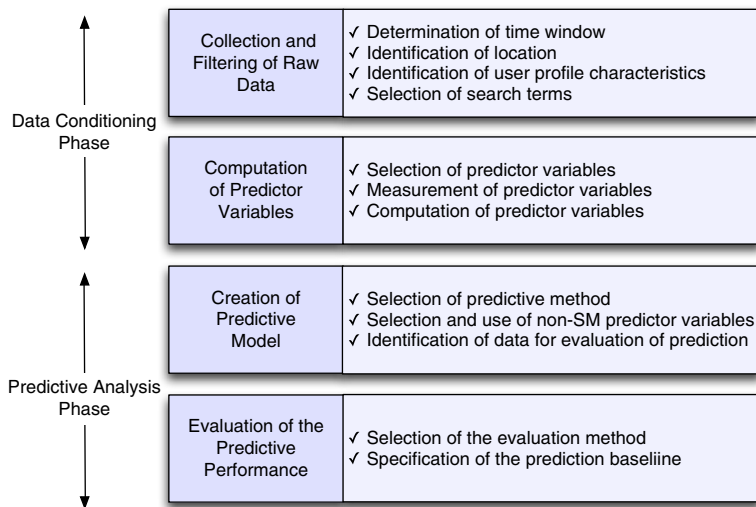 Data Conditioning
Phase
Collection and
Filtering of Raw
Data
✓ Determination of time window
✓ Identification of location
✓ Identification of user profile characteristics
✓ Selection of search terms
Computation
of Predictor
Variables
✓ Selection of predictor variables
✓ Measurement of predictor variables
✓ Computation of predictor variables
Predictive Analysis
Phase
Creation of
Predictive
Model
✓ Selection of predictive method
✓ Selection and use of non-SM predictor variables
✓ Identification of data for evaluation of prediction
Evaluation of the
Predictive
Performance
✓ Selection of the evaluation method
✓ Specification of the prediction baseliine